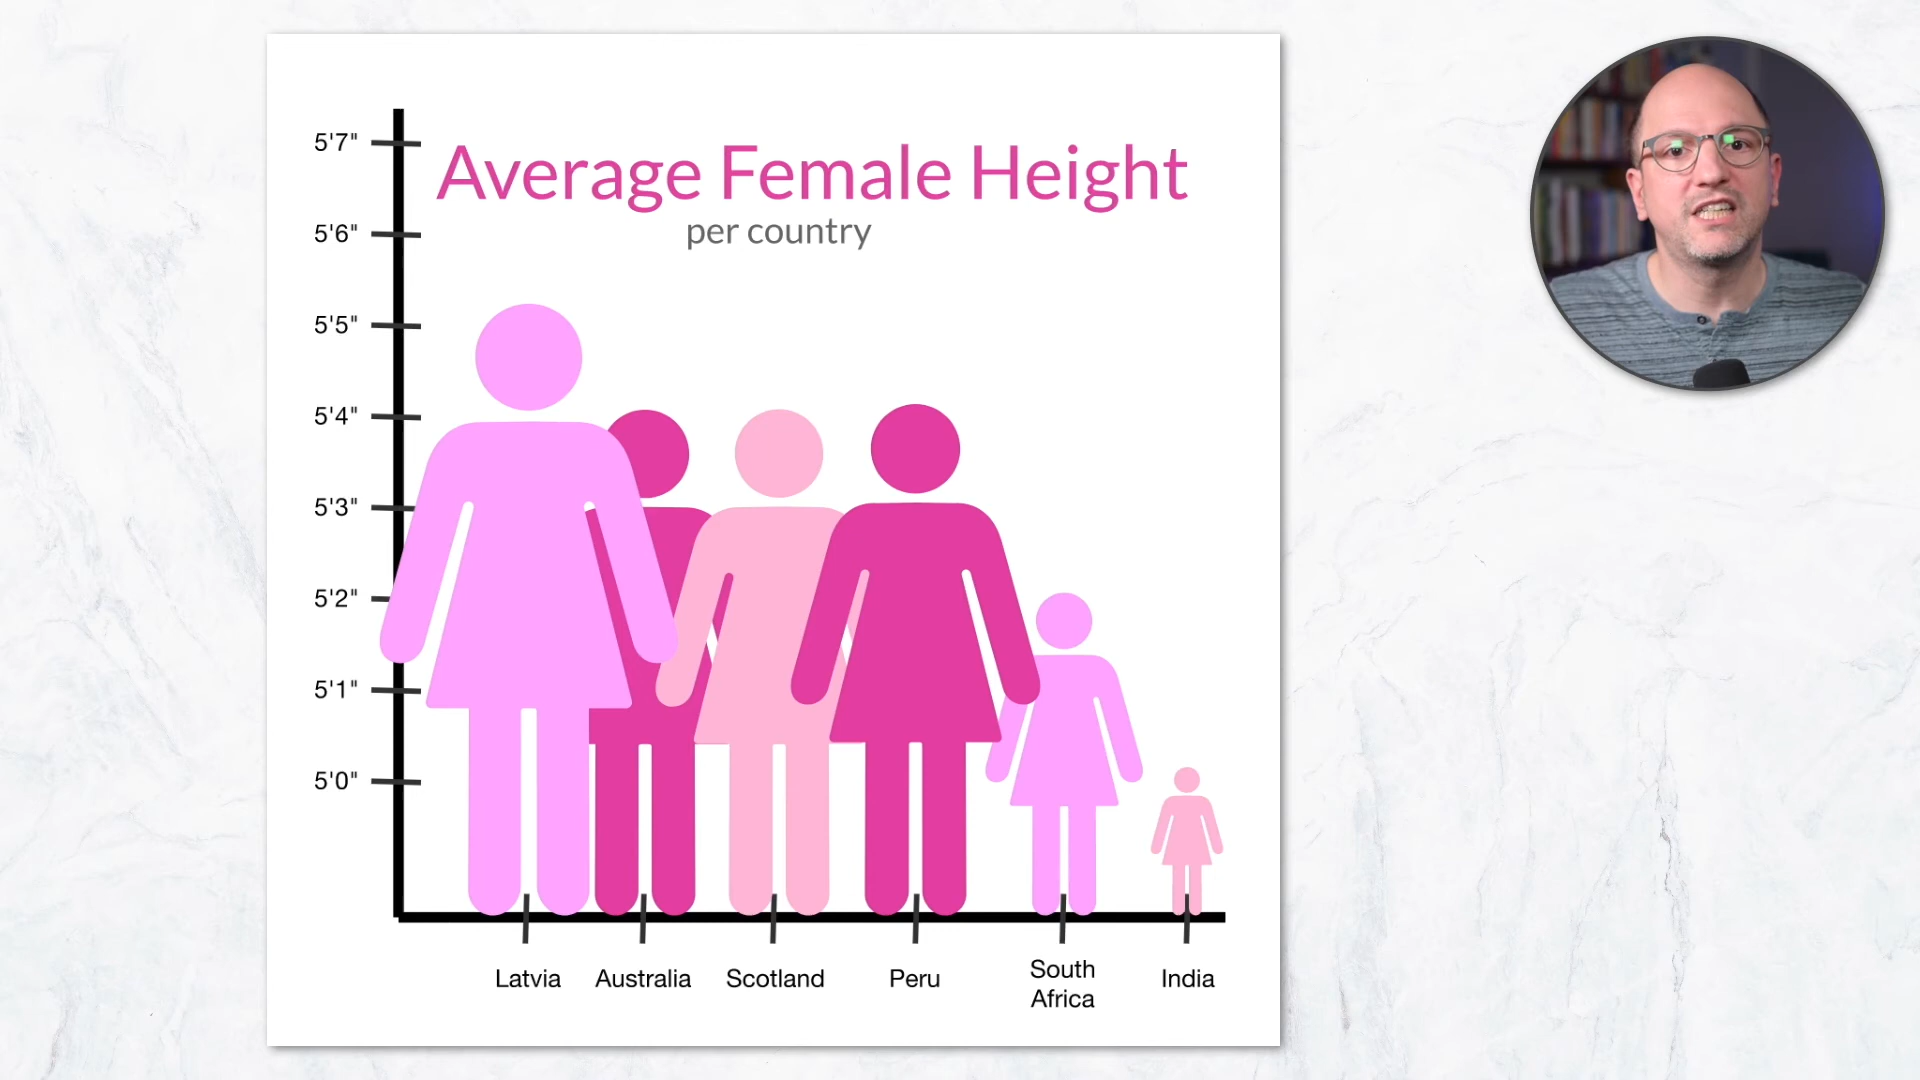 Average Female Height
per country
5'7"
5'6"
5'5"
5'4"
5'3"
5'2"
5'1"
5'0"
Latvia
Australia
Scotland
Peru
South
Africa
India